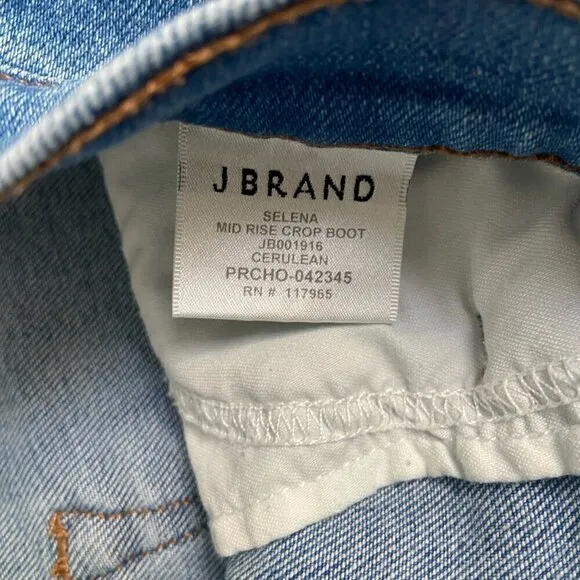 J BRAND
SELENA
MID RISE CROP BOOT
JB001916
CERULEAN
PRCHO-042345
RN # 117965